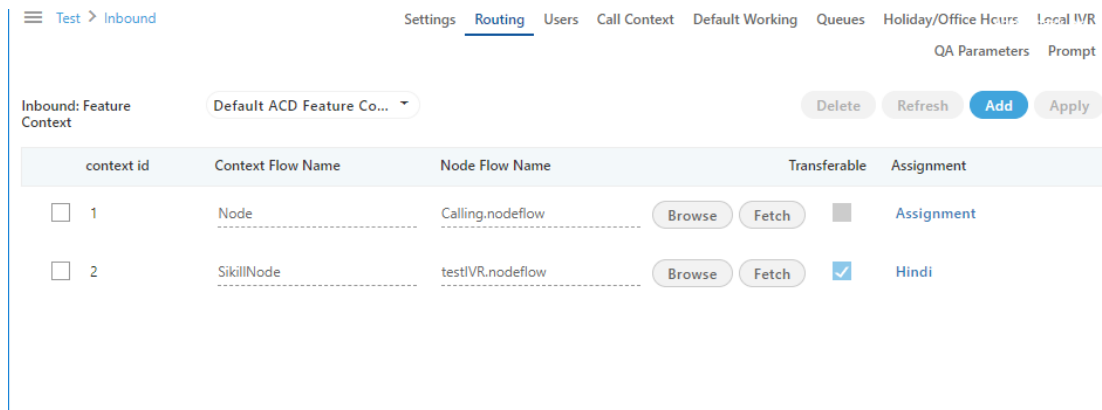 Test > Inbound Settings Routing Users Call Context Default Working Queues Holiday/Office Hours Local IVR
QA Parameters Prompt
Inbound: Feature Context Default ACD Feature Co... Delete Refresh Add Apply
context id Context Flow Name Node Flow Name Transferable Assignment
1 Node Calling.nodeflow Browse Fetch Assignment
2 SikillNode testIVR.nodeflow Browse Fetch Hindi